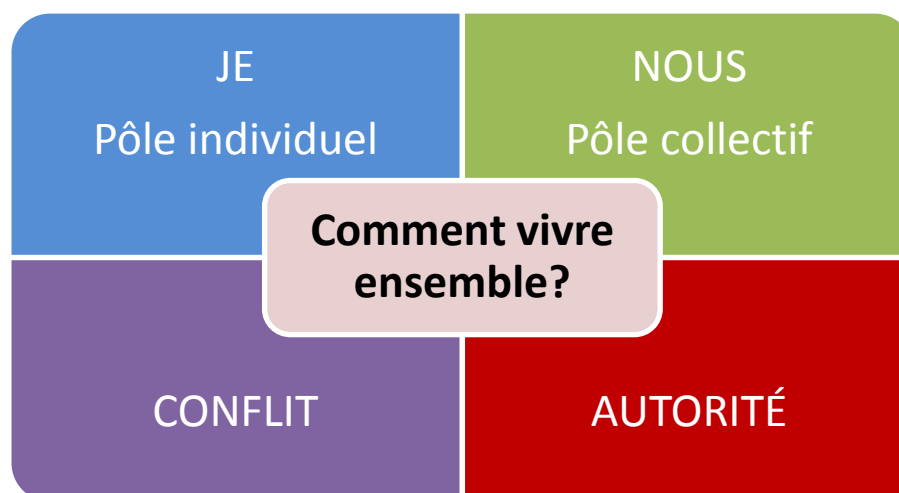 JE
Pôle individuel
NOUS
Pôle collectif
Comment vivre
ensemble?
CONFLIT
AUTORITÉ